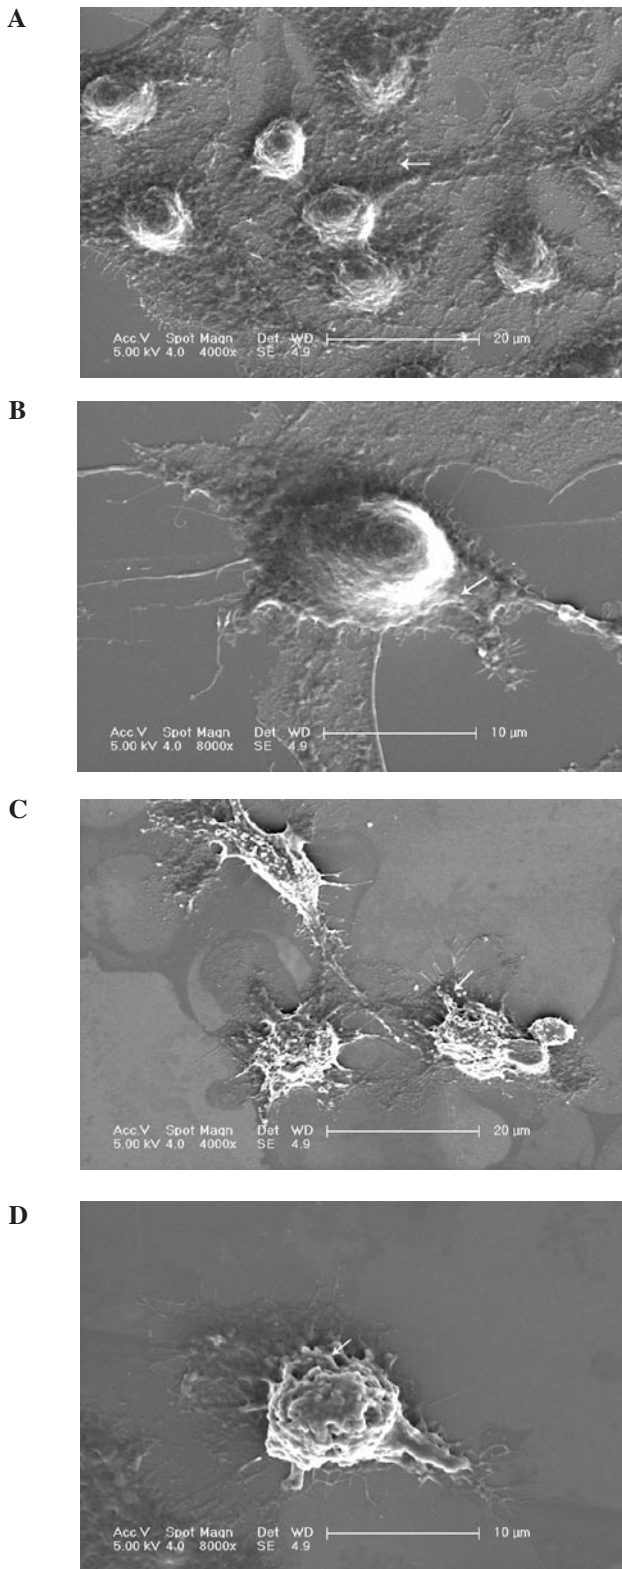 A
Acc.V Spot Magn Det WD 20 µm
5.00 kV 4.0 4000x SE 4.9
B
Acc.V Spot Magn Det WD 10 µm
5.00 kV 4.0 8000x SE 4.9
C
Acc.V Spot Magn Det WD 20 µm
5.00 kV 4.0 4000x SE 4.9
D
Acc.V Spot Magn Det WD 10 µm
5.00 kV 4.0 8000x SE 4.9